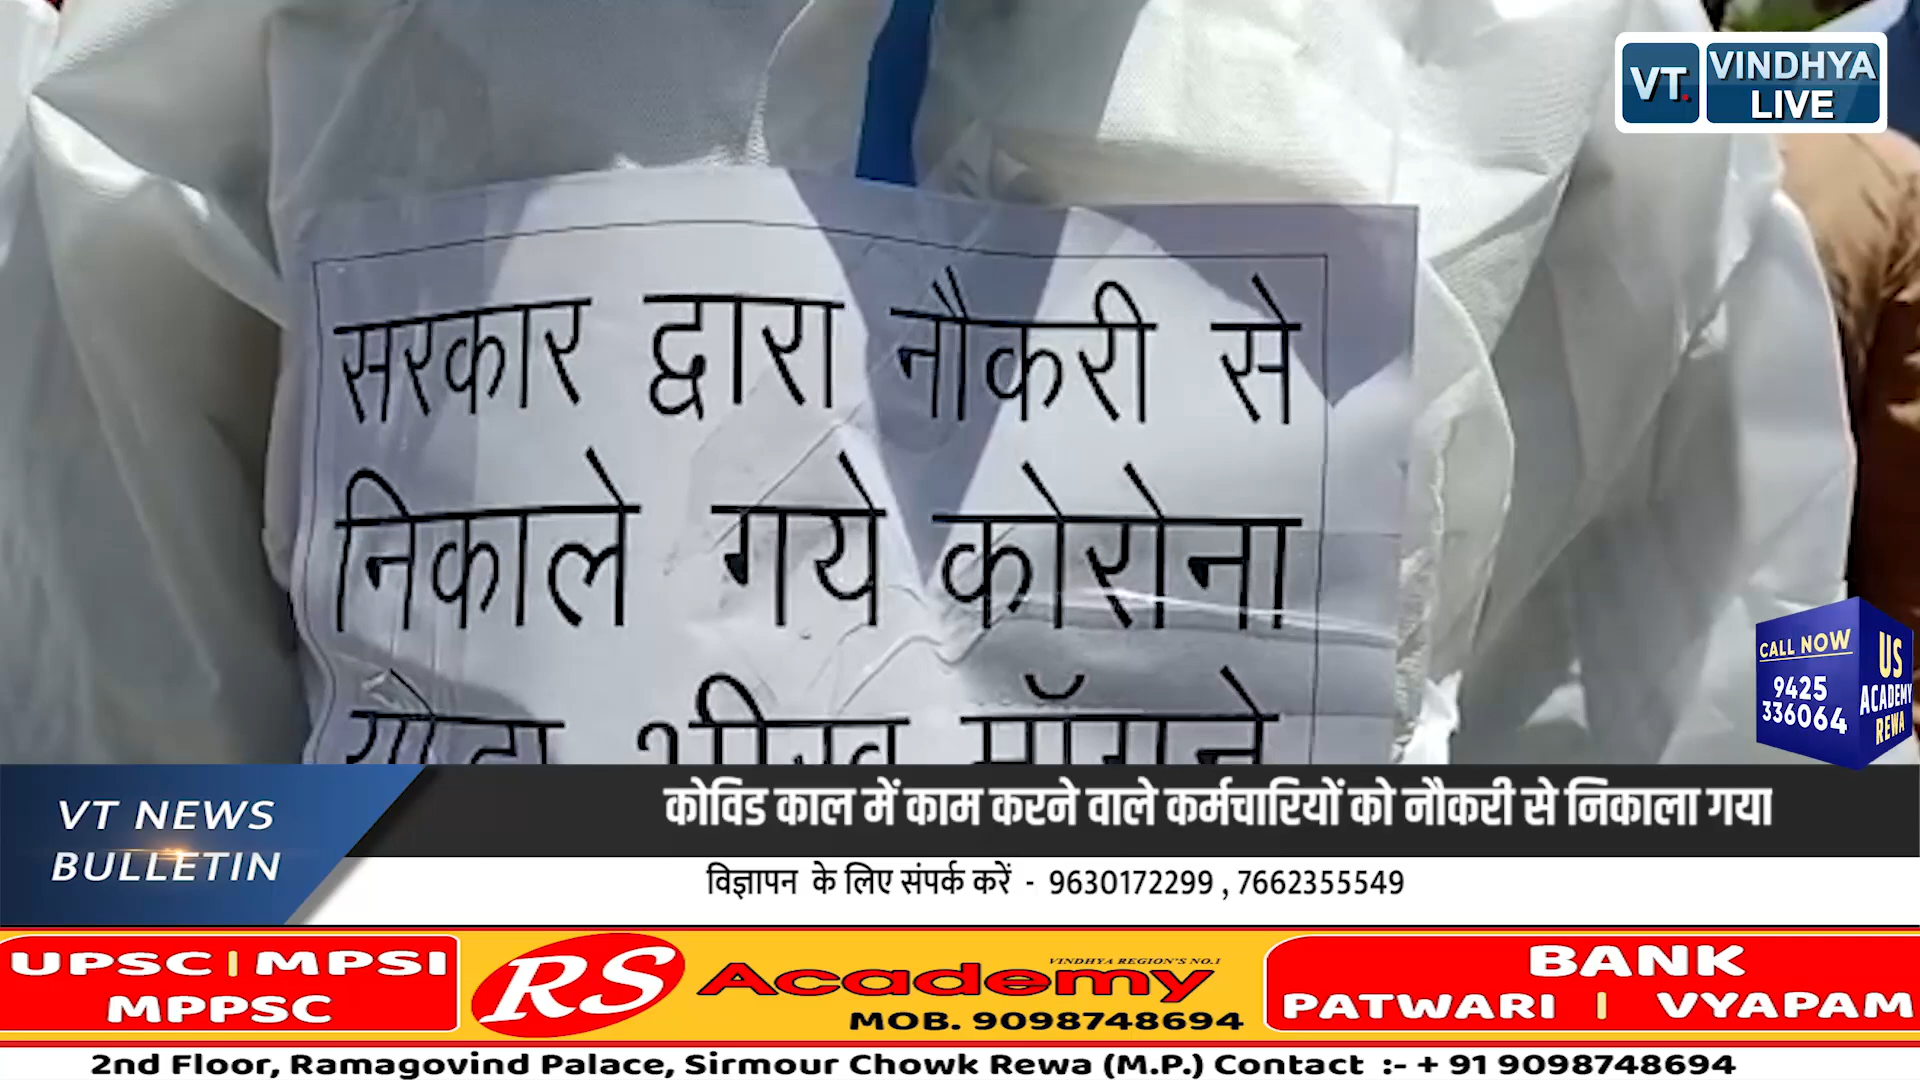 VT.
VINDHYA
LIVE
सरकार द्वारा नौकरी से
निकाले गये कोरोना
CALL NOW
9425
336064
US
ACADEMY
REWA
VT NEWS
BULLETIN
कोविड काल में काम करने वाले कर्मचारियों को नौकरी से निकाला गया
विज्ञापन के लिए संपर्क करें - 9630172299 , 7662355549
UPSC | MPSI
MPPSC
RS
VINDHYA REGION'S NO.1
Academy
MOB. 9098748694
BANK
PATWARI | VYAPAM
2nd Floor, Ramagovind Palace, Sirmour Chowk Rewa (M.P.) Contact :- + 91 9098748694